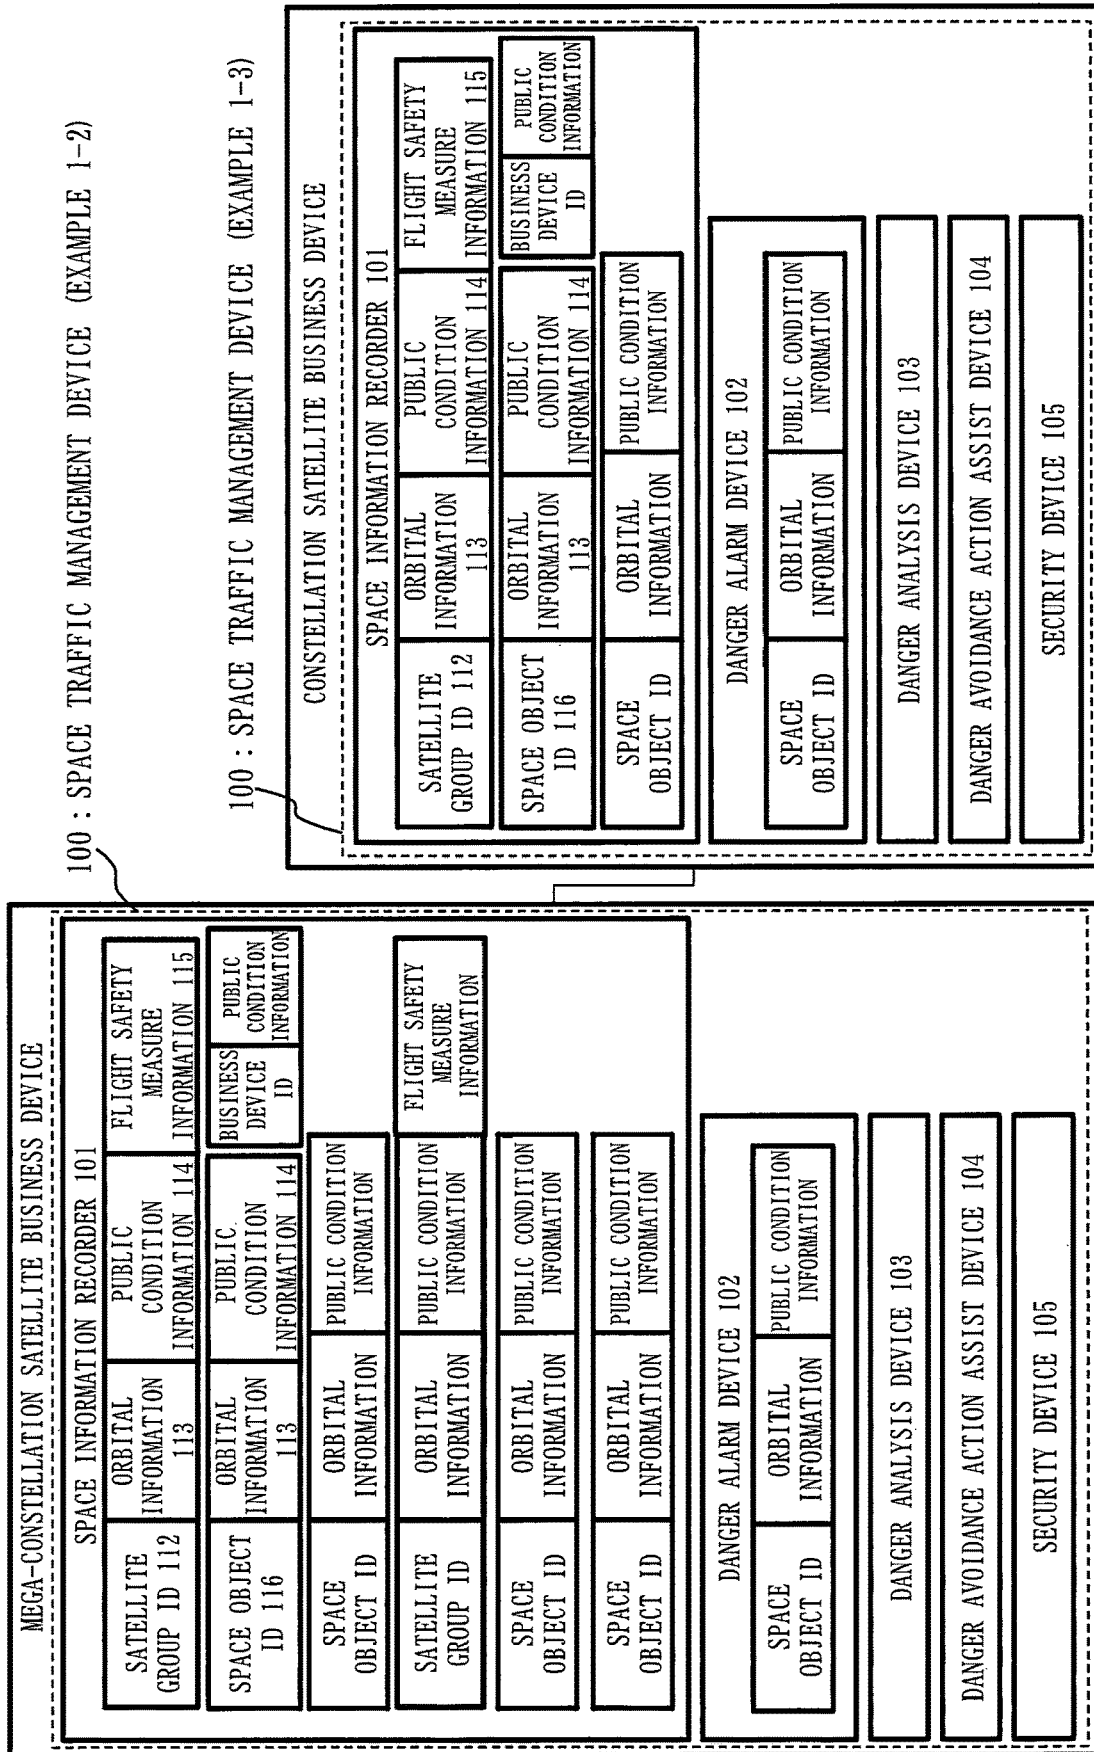 100 : SPACE TRAFFIC MANAGEMENT DEVICE (EXAMPLE 1-2)
MEGA-CONSTELLATION SATELLITE BUSINESS DEVICE
SPACE INFORMATION RECORDER 101
SATELLITE
GROUP ID 112
ORBITAL
INFORMATION
113
PUBLIC
CONDITION
INFORMATION 114
FLIGHT SAFETY
MEASURE
INFORMATION 115
SPACE OBJECT
ID 116
ORBITAL
INFORMATION
113
PUBLIC
CONDITION
INFORMATION 114
BUSINESS
DEVICE
ID
PUBLIC
CONDITION
INFORMATION
SPACE
OBJECT ID
ORBITAL
INFORMATION
PUBLIC CONDITION
INFORMATION
SATELLITE
GROUP ID
ORBITAL
INFORMATION
PUBLIC CONDITION
INFORMATION
FLIGHT SAFETY
MEASURE
INFORMATION
SPACE
OBJECT ID
ORBITAL
INFORMATION
PUBLIC CONDITION
INFORMATION
SPACE
OBJECT ID
ORBITAL
INFORMATION
PUBLIC CONDITION
INFORMATION
DANGER ALARM DEVICE 102
SPACE
OBJECT ID
ORBITAL
INFORMATION
PUBLIC CONDITION
INFORMATION
DANGER ANALYSIS DEVICE 103
DANGER AVOIDANCE ACTION ASSIST DEVICE 104
SECURITY DEVICE 105
100 : SPACE TRAFFIC MANAGEMENT DEVICE (EXAMPLE 1-3)
CONSTELLATION SATELLITE BUSINESS DEVICE
SPACE INFORMATION RECORDER 101
SATELLITE
GROUP ID 112
ORBITAL
INFORMATION
113
PUBLIC
CONDITION
INFORMATION 114
FLIGHT SAFETY
MEASURE
INFORMATION 115
SPACE OBJECT
ID 116
ORBITAL
INFORMATION
113
PUBLIC
CONDITION
INFORMATION 114
BUSINESS
DEVICE
ID
PUBLIC
CONDITION
INFORMATION
SPACE
OBJECT ID
ORBITAL
INFORMATION
PUBLIC CONDITION
INFORMATION
DANGER ALARM DEVICE 102
SPACE
OBJECT ID
ORBITAL
INFORMATION
PUBLIC CONDITION
INFORMATION
DANGER ANALYSIS DEVICE 103
DANGER AVOIDANCE ACTION ASSIST DEVICE 104
SECURITY DEVICE 105